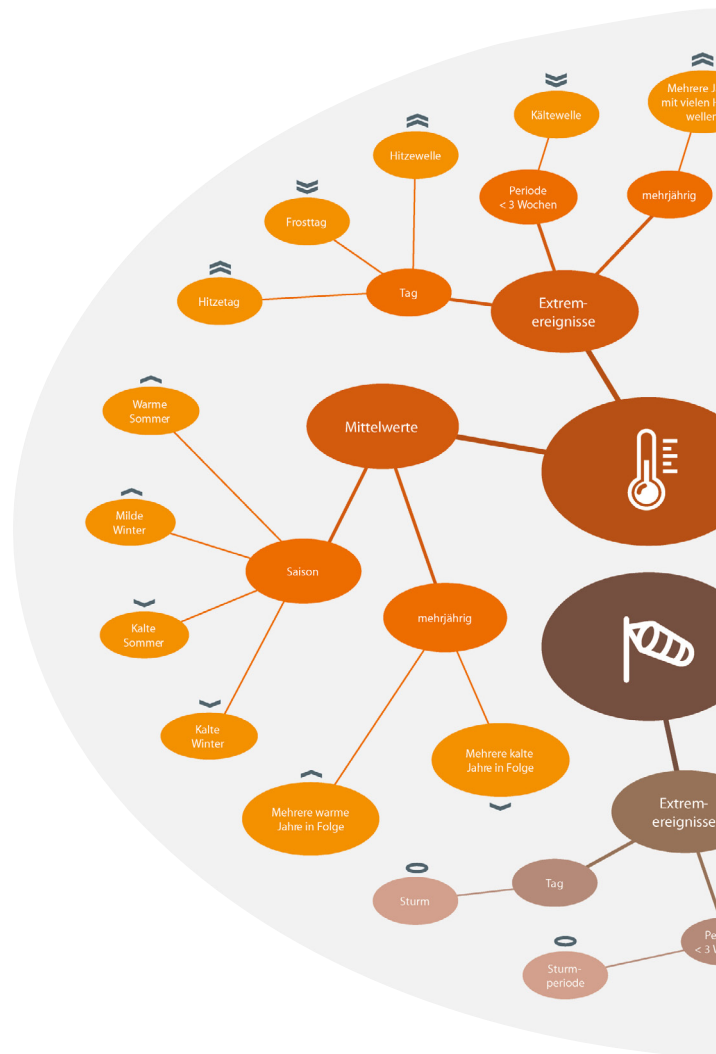 Mehrere
mit vielen
Kältewelle
Hitzewelle
Periode
< 3 Wochen
mehrjährig
Frosttag
Tag
Hitzetag
Extrem-
ereignisse
Warme
Sommer
Mittelwerte
Milde
Winter
Saison
mehrjährig
Kalte
Sommer
Kalte
Winter
Mehrere kalte
Jahre in Folge
Mehrere warme
Jahre in Folge
Extrem-
ereignisse
Tag
Sturm
< 3
Sturm-
periode